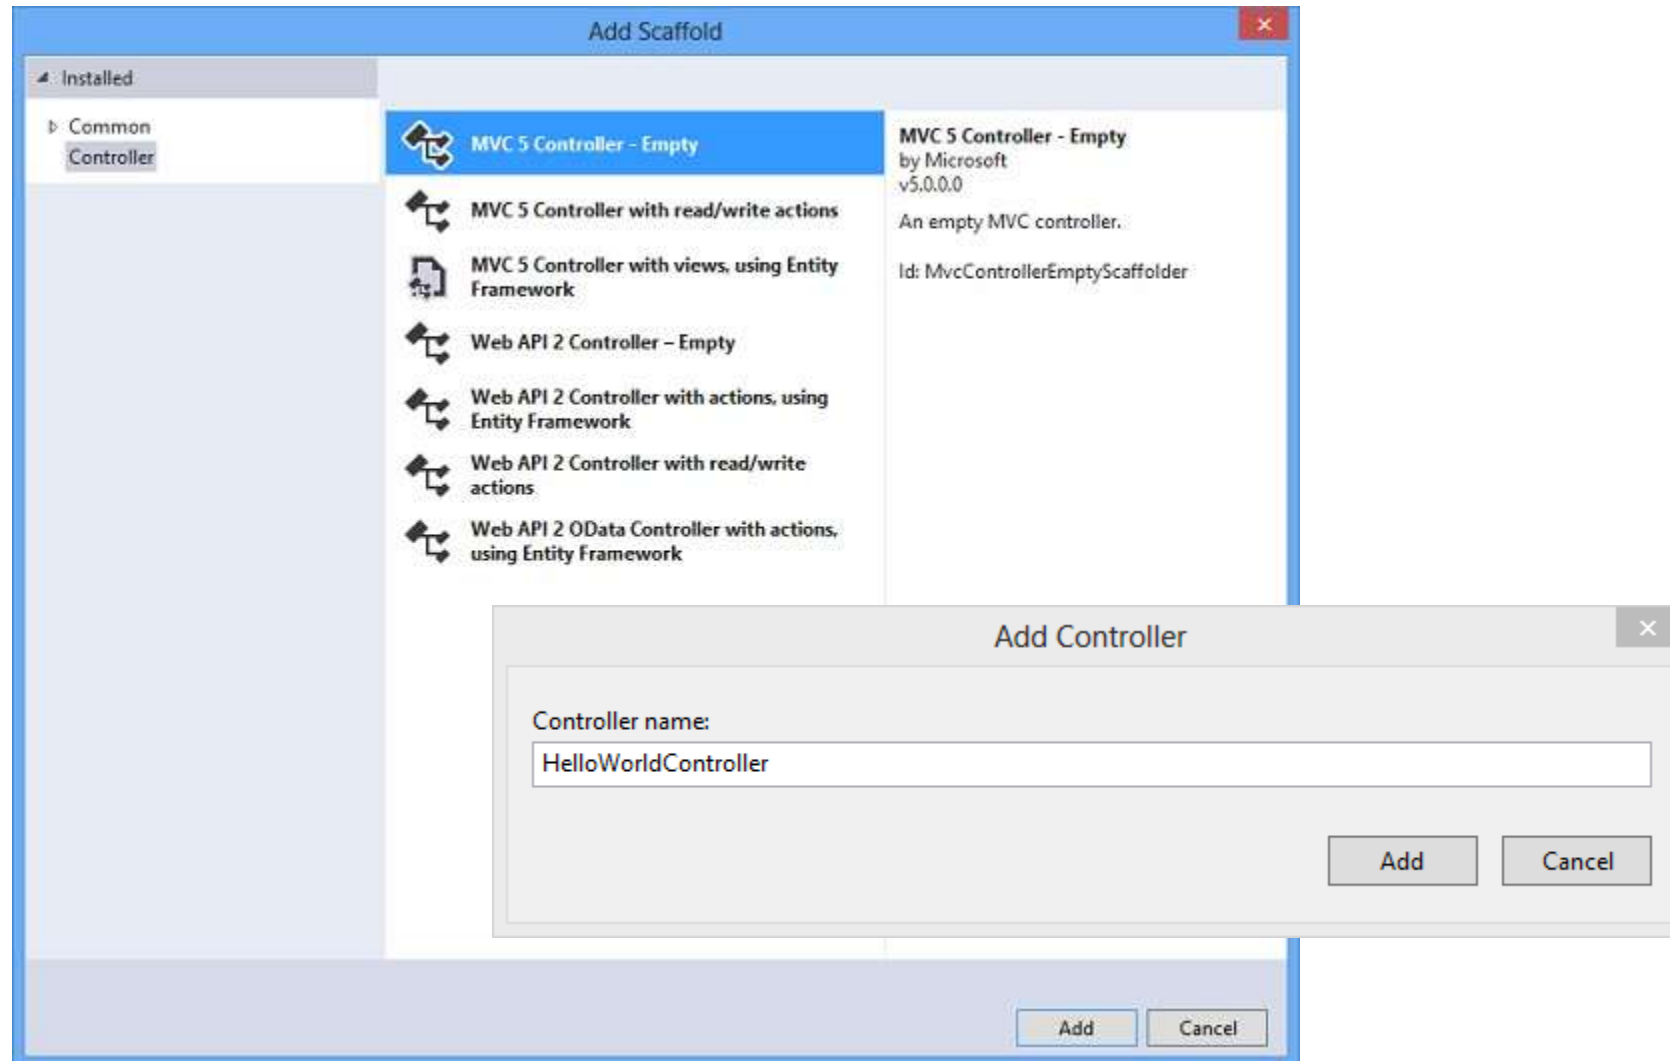 Add Scaffold
Installed
Common
Controller
MVC 5 Controller - Empty
MVC 5 Controller with read/write actions
MVC 5 Controller with views, using Entity
Framework
Web API 2 Controller – Empty
Web API 2 Controller with actions, using
Entity Framework
Web API 2 Controller with read/write
actions
Web API 2 OData Controller with actions,
using Entity Framework
MVC 5 Controller - Empty
by Microsoft
v5.0.0.0
An empty MVC controller.
Id: MvcControllerEmptyScaffolder
Add Controller
Controller name:
HelloWorldController
Add
Cancel
Add
Cancel